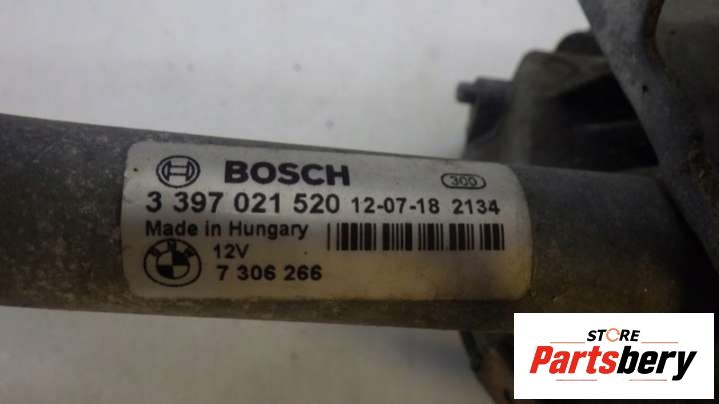 BOSCH
300
3 397 021 520 12-07-18 2134
Made in Hungary
12V
BMW
7 306 266
STORE
Partsbery